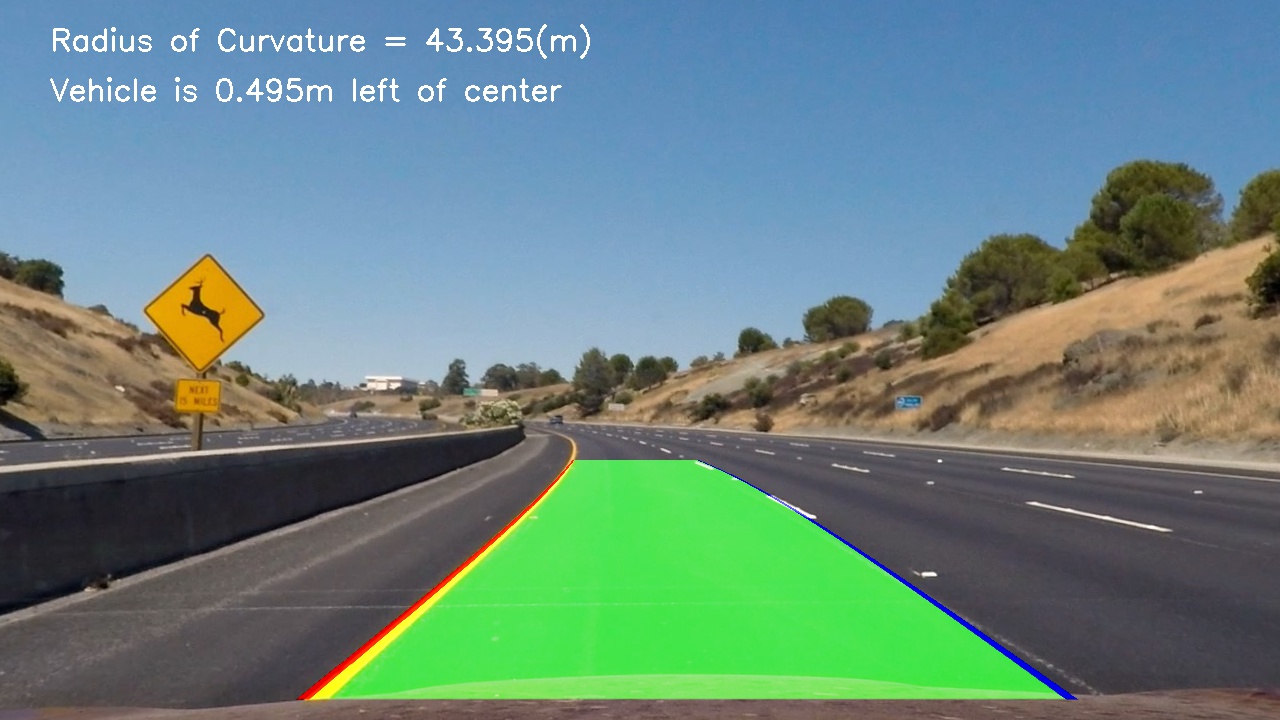 Radius of Curvature = 43.395(m)
Vehicle is 0.495m left of center
NEXT
15 MILES